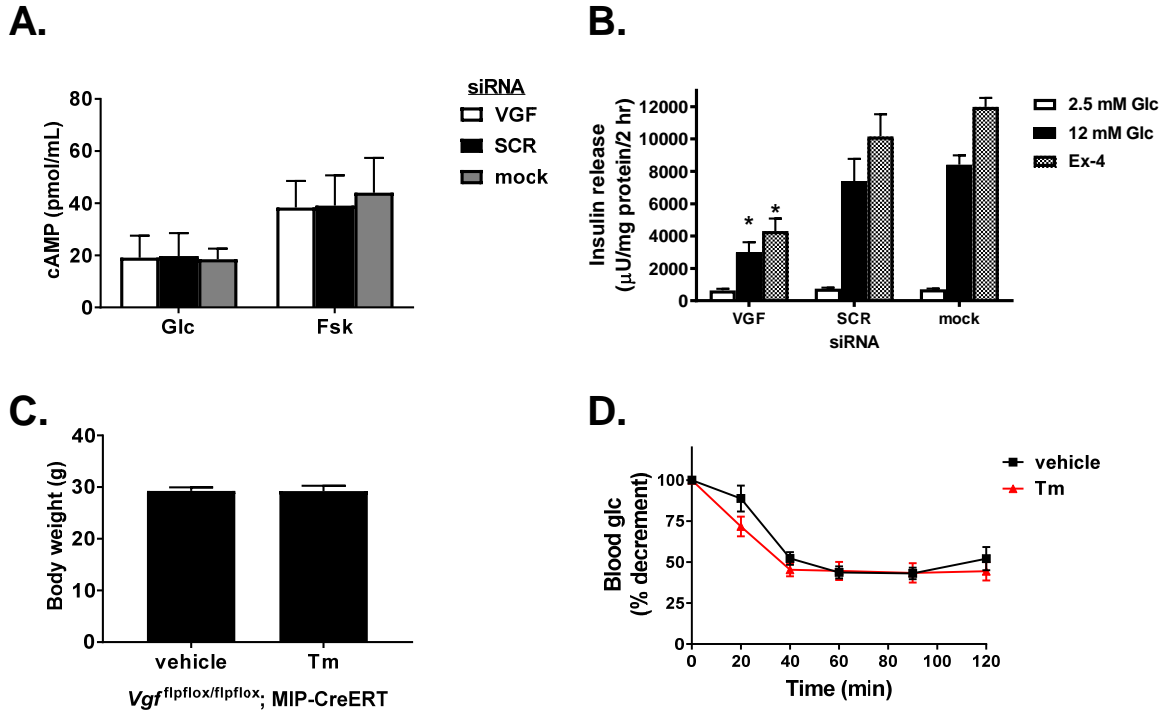 A.
siRNA
VGF
SCR
mock
cAMP (pmol/mL)
80
60
40
20
0
Glc
Fsk
B.
Insulin release
(μU/mg protein/2 hr)
12000
10000
8000
6000
4000
2000
0
* *
2.5 mM Glc
12 mM Glc
Ex-4
VGF
SCR
mock
siRNA
C.
Body weight (g)
40
30
20
10
0
vehicle
Tm
Vgf flpflox/flpflox; MIP-CreERT
D.
Blood glc
(% decrement)
100
75
50
25
0
vehicle
Tm
0 20 40 60 80 100 120
Time (min)